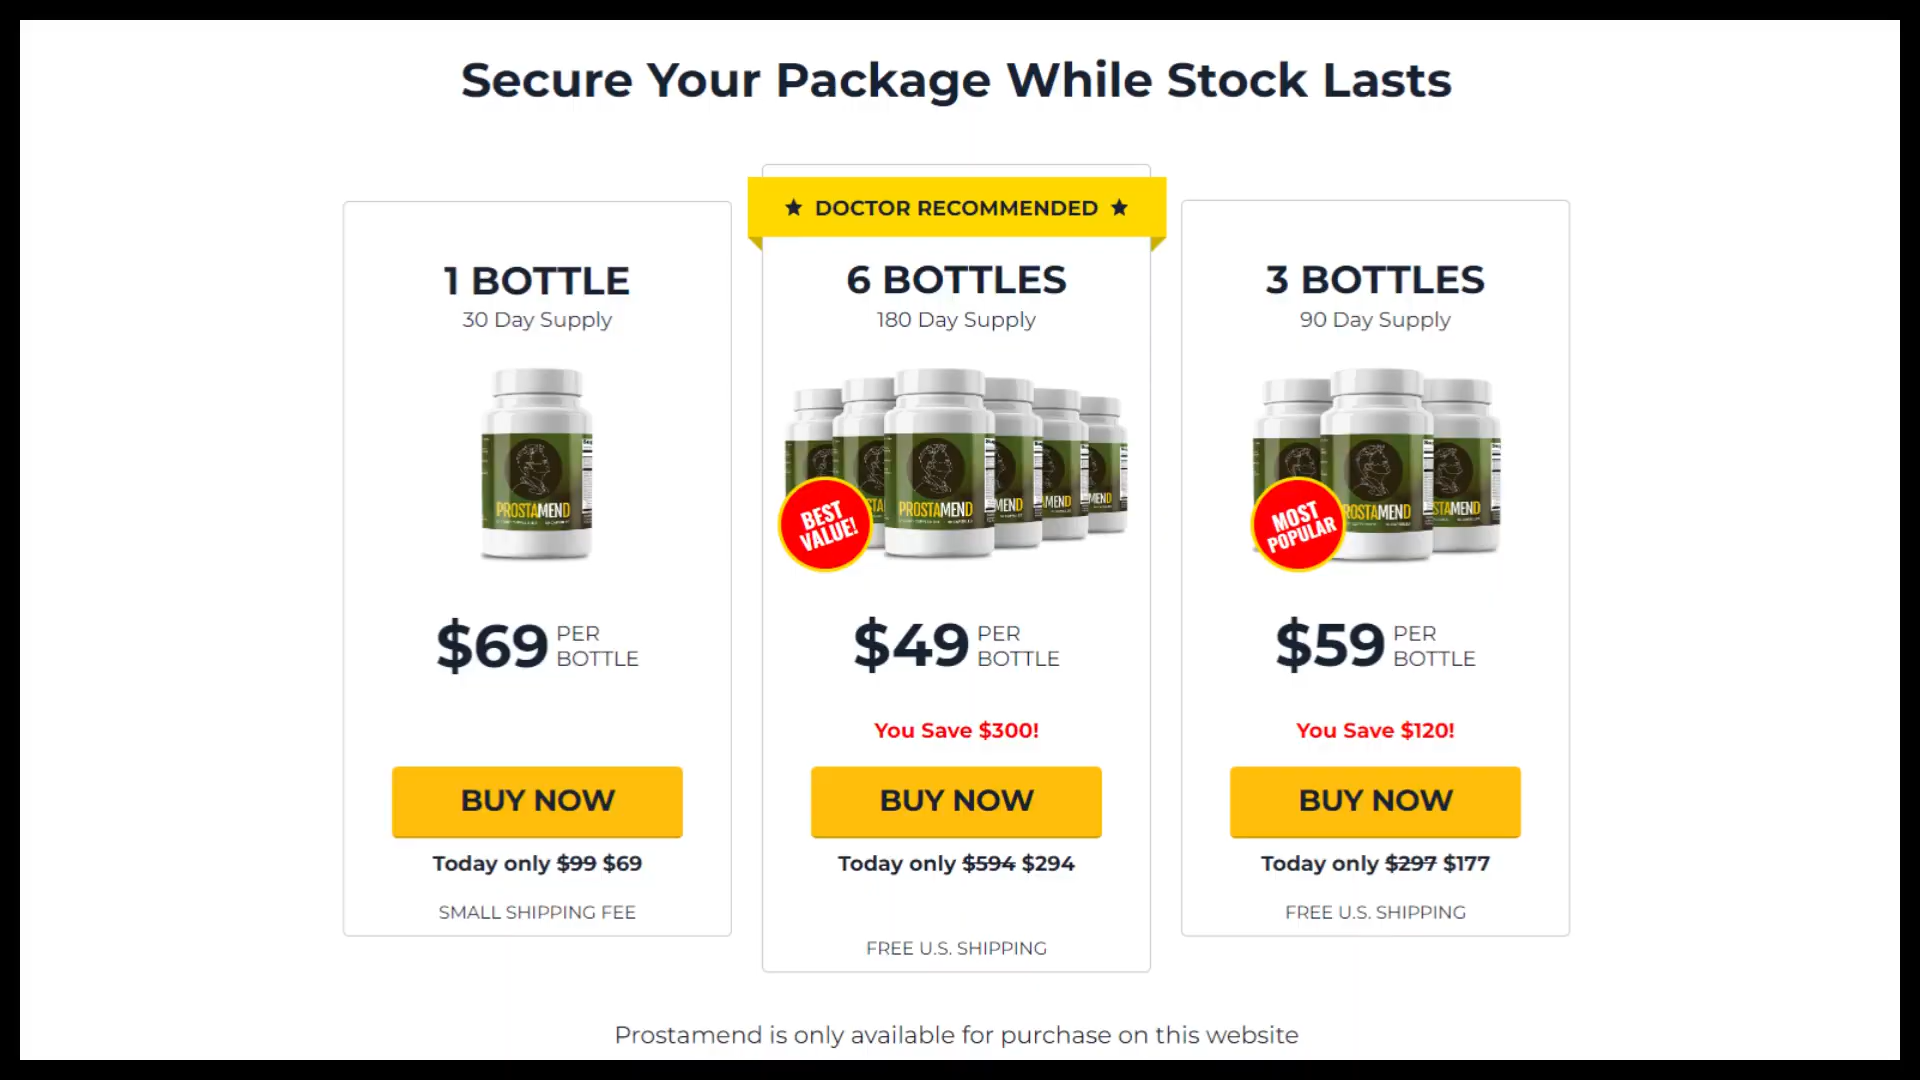 Secure Your Package While Stock Lasts
1 BOTTLE
30 Day Supply
PROSTAMEND
$69 PER
BOTTLE
BUY NOW
Today only $99 $69
SMALL SHIPPING FEE
★ DOCTOR RECOMMENDED ★
6 BOTTLES
180 Day Supply
PROSTAMEND
BEST
VALUE!
$49 PER
BOTTLE
You Save $300!
BUY NOW
Today only $594 $294
FREE U.S. SHIPPING
3 BOTTLES
90 Day Supply
ROSTAMEND
MOST
POPULAR
$59 PER
BOTTLE
You Save $120!
BUY NOW
Today only $297 $177
FREE U.S. SHIPPING
Prostamend is only available for purchase on this website